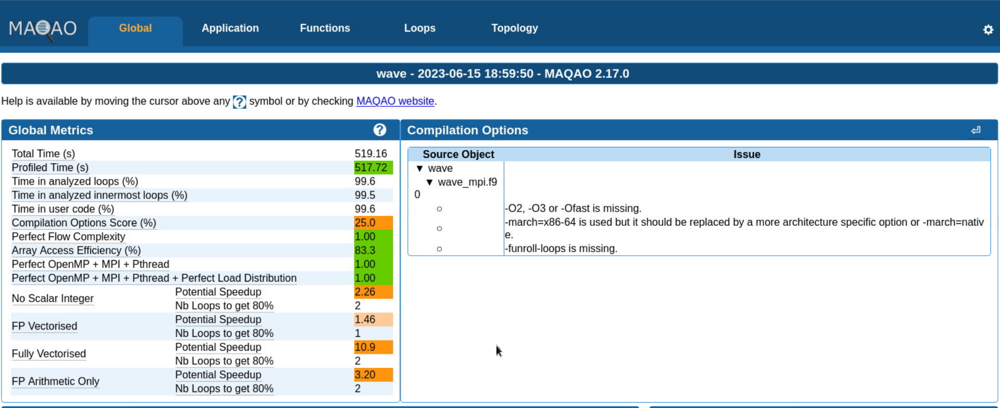 MAQAO Global Application Functions Loops Topology
wave - 2023-06-15 18:59:50 - MAQAO 2.17.0
Help is available by moving the cursor above any ? symbol or by checking MAQAO website.
Global Metrics ?
Total Time (s) 519.16
Profiled Time (s) 517.72
Time in analyzed loops (%) 99.6
Time in analyzed innermost loops (%) 99.5
Time in user code (%) 99.6
Compilation Options Score (%) 25.0
Perfect Flow Complexity 1.00
Array Access Efficiency (%) 83.3
Perfect OpenMP + MPI + Pthread 1.00
Perfect OpenMP + MPI + Pthread + Perfect Load Distribution 1.00
No Scalar Integer
Potential Speedup 2.26
Nb Loops to get 80% 2
FP Vectorised
Potential Speedup 1.46
Nb Loops to get 80% 1
Fully Vectorised
Potential Speedup 10.9
Nb Loops to get 80% 2
FP Arithmetic Only
Potential Speedup 3.20
Nb Loops to get 80% 2
Compilation Options
Source Object Issue
▼ wave
▼ wave_mpi.f9
0
○ -O2, -O3 or -Ofast is missing.
○ -march=x86-64 is used but it should be replaced by a more architecture specific option or -march=nativ
e.
○ -funroll-loops is missing.